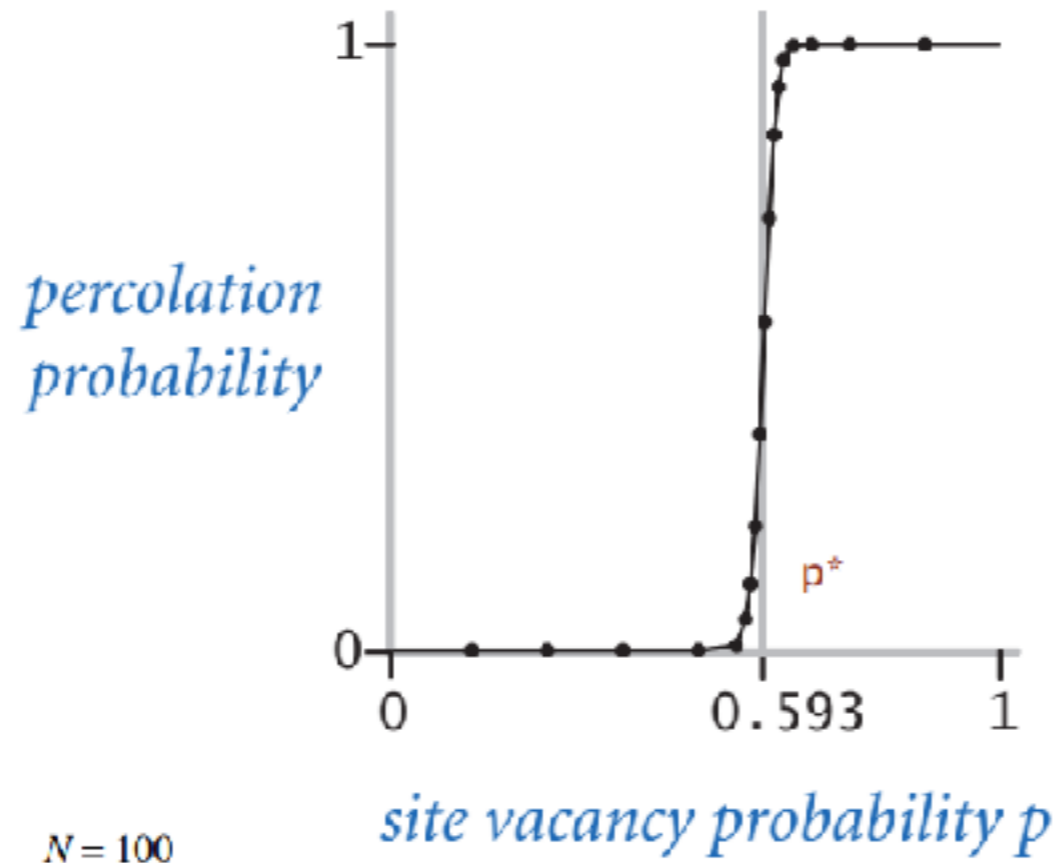 1
percolation
probability
p*
0
0
0.593
1
site vacancy probability p
N = 100